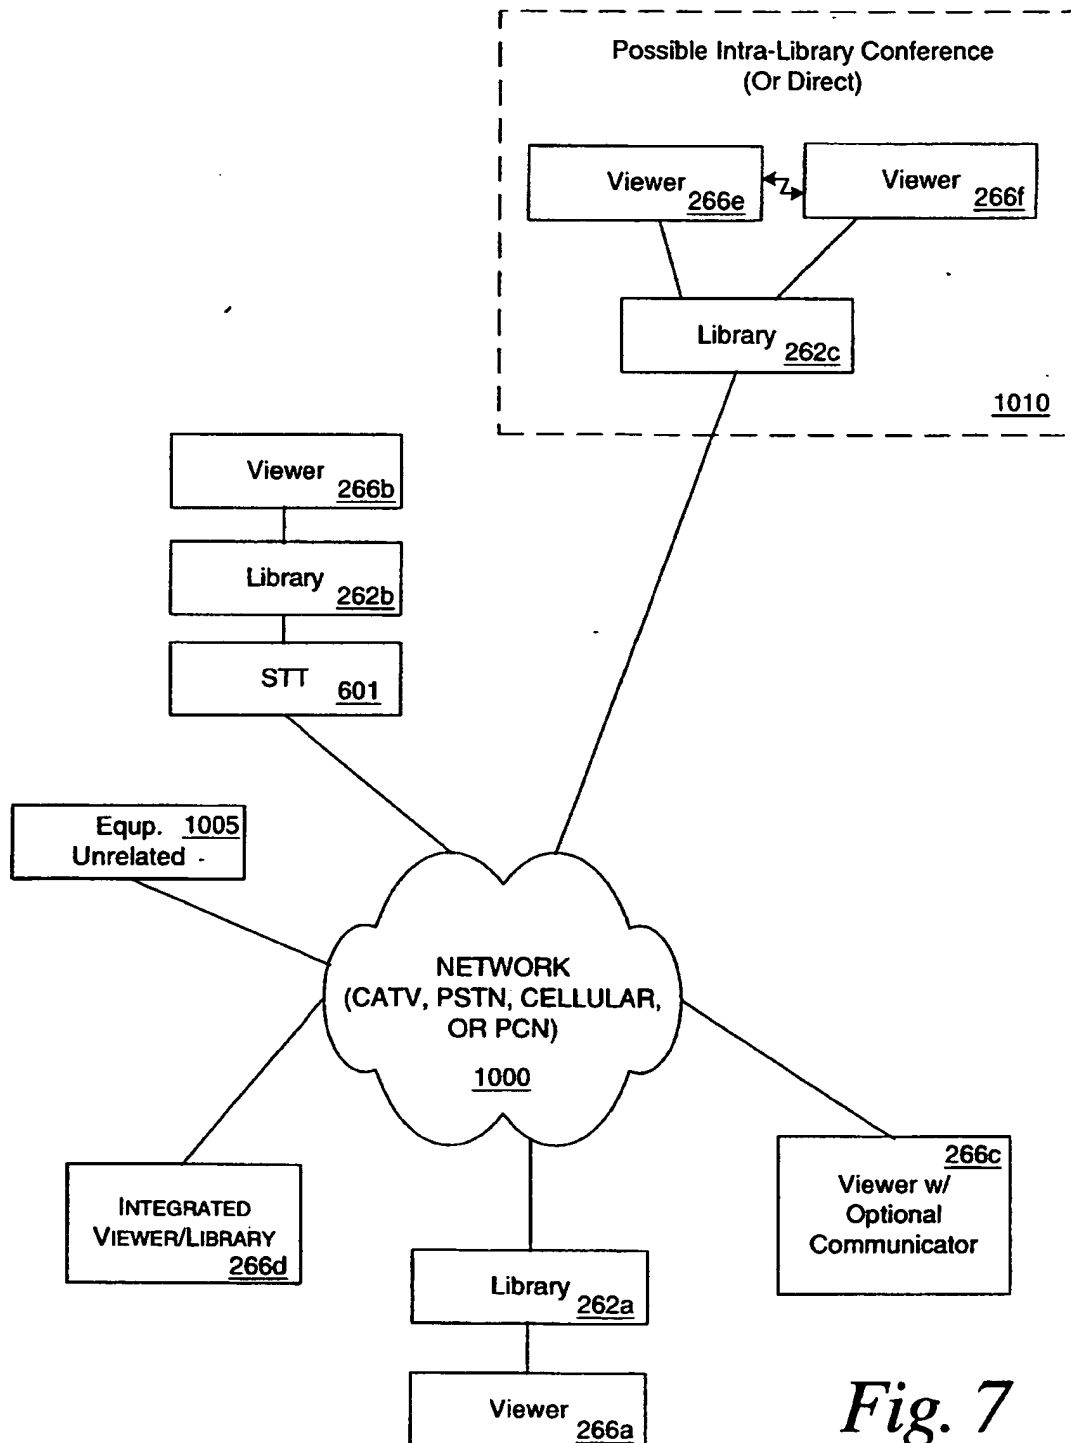 Possible Intra-Library Conference
(Or Direct)
Viewer
266e
Viewer
266f
Library
262c
1010
Viewer
266b
Library
262b
STT
601
Equp. 1005
Unrelated
NETWORK
(CATV, PSTN, CELLULAR,
OR PCN)
1000
INTEGRATED
VIEWER/LIBRARY
266d
266c
Viewer w/
Optional
Communicator
Library
262a
Viewer
266a
Fig. 7